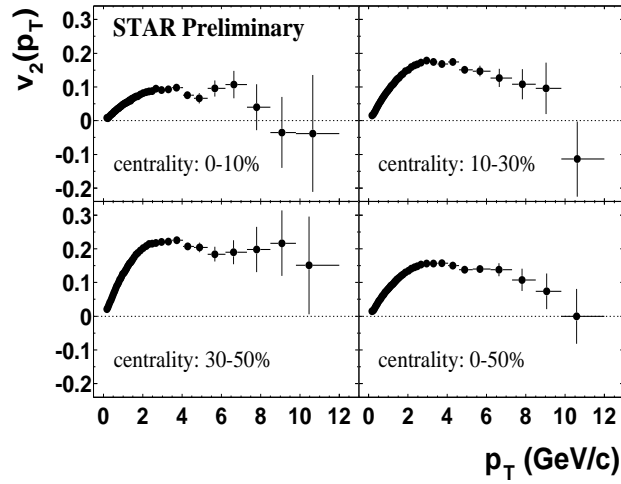 v2(pT)
STAR Preliminary
0.3
0.2
0.1
0
-0.1
-0.2
centrality: 0-10%
centrality: 10-30%
0.3
0.2
0.1
0
-0.1
-0.2
centrality: 30-50%
centrality: 0-50%
0 2 4 6 8 10 12
0 2 4 6 8 10 12
pT (GeV/c)